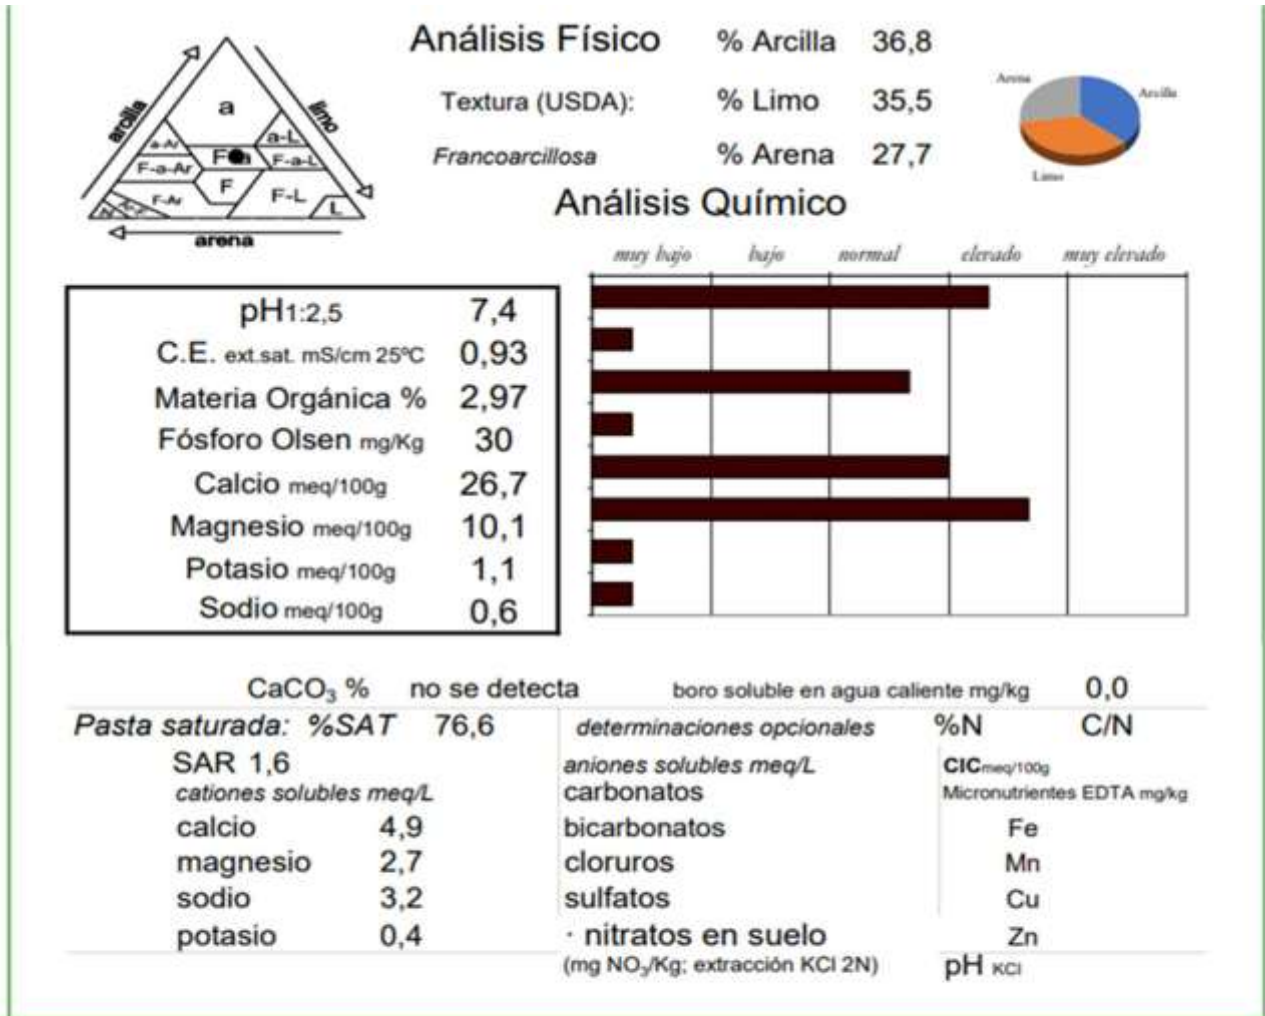 Análisis Físico % Arcilla 36,8
Textura (USDA): % Limo 35,5
Francoarcillosa % Arena 27,7
Arena
Arcilla
Limo
arcilla
limo
arena
a
a-Ar
a-L
F-a-Ar
F-a-L
F-Ar
F
F-L
L
Análisis Químico
muy bajo bajo normal elevado muy elevado
pH1:2,5 7,4
C.E. ext.sat. mS/cm 25ºC 0,93
Materia Orgánica % 2,97
Fósforo Olsen mg/Kg 30
Calcio meq/100g 26,7
Magnesio meq/100g 10,1
Potasio meq/100g 1,1
Sodio meq/100g 0,6
CaCO₃ % no se detecta boro soluble en agua caliente mg/kg 0,0
Pasta saturada: %SAT 76,6 determinaciones opcionales %N C/N
SAR 1,6 aniones solubles meq/L CICmeq/100g
cationes solubles meq/L carbonatos Micronutrientes EDTA mg/kg
calcio 4,9 bicarbonatos Fe
magnesio 2,7 cloruros Mn
sodio 3,2 sulfatos Cu
potasio 0,4 · nitratos en suelo Zn
(mg NO₃/Kg; extracción KCl 2N) pH KCl